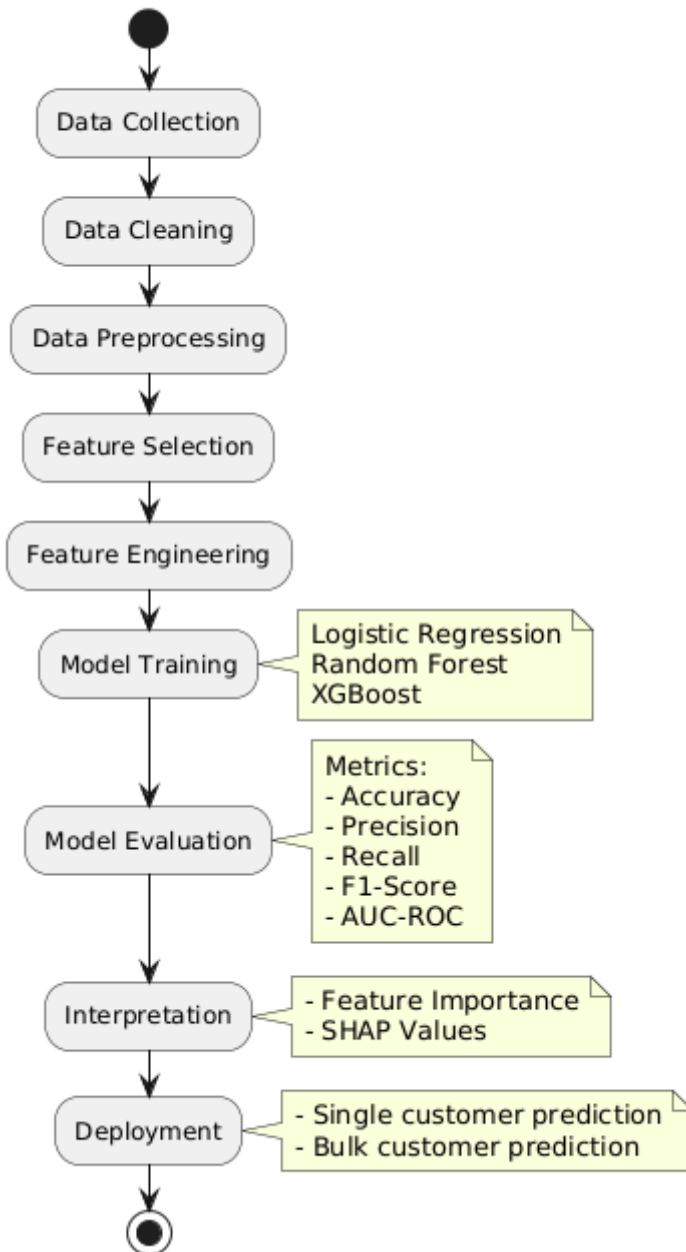 Data Collection
Data Cleaning
Data Preprocessing
Feature Selection
Feature Engineering
Model Training
Logistic Regression
Random Forest
XGBoost
Model Evaluation
Metrics:
- Accuracy
- Precision
- Recall
- F1-Score
- AUC-ROC
Interpretation
- Feature Importance
- SHAP Values
Deployment
- Single customer prediction
- Bulk customer prediction